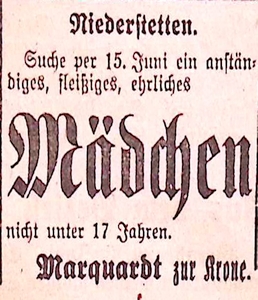 Niederstetten.
Suche per 15. Juni ein anstän-
diges, fleißiges, ehrliches
Mädchen
nicht unter 17 Jahren.
Marquardt zur Krone.